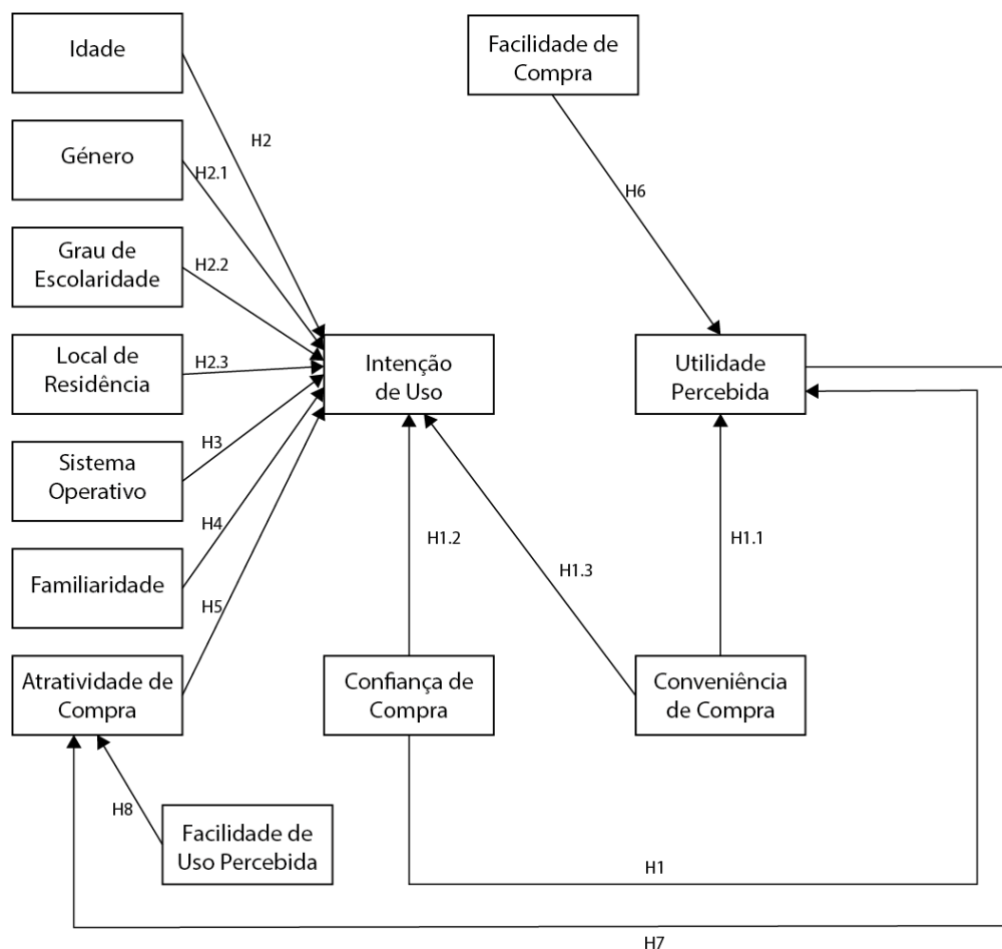 Idade
Facilidade de
Compra
H2
Género
H2.1
H6
Grau de
Escolaridade
H2.2
Local de
Residência
H2.3
Intenção
de Uso
Utilidade
Percebida
Sistema
Operativo
H3
Familiaridade
H4
H1.2
H1.3
H1.1
H5
Atratividade de
Compra
Confiança de
Compra
Conveniência
de Compra
H8
Facilidade de
Uso Percebida
H1
H7